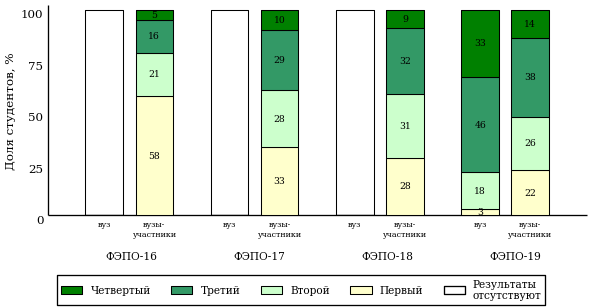 Доля студентов, %
100
75
50
25
0
5
16
21
58
10
29
28
33
9
32
31
28
33
46
18
3
14
38
26
22
вуз
вузы-
участники
вуз
вузы-
участники
вуз
вузы-
участники
вуз
вузы-
участники
ФЭПО-16
ФЭПО-17
ФЭПО-18
ФЭПО-19
Четвертый
Третий
Второй
Первый
Результаты
отсутствуют